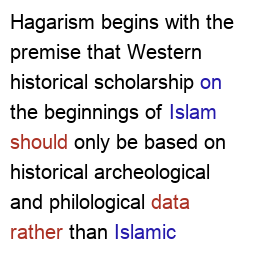 Hagarism begins with the
premise that Western
historical scholarship on
the beginnings of Islam
should only be based on
historical archeological
and philological data
rather than Islamic